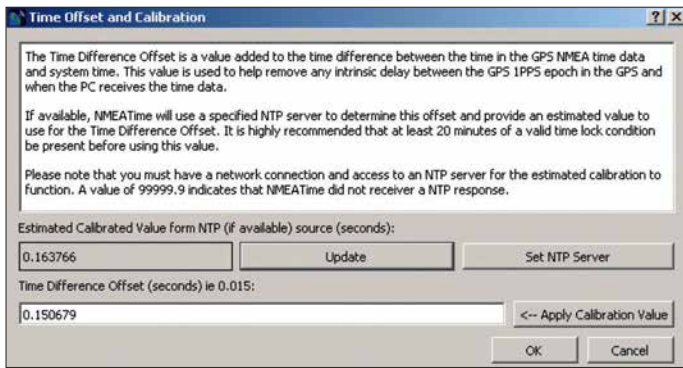 Time Offset and Calibration
The Time Difference Offset is a value added to the time difference between the time in the GPS NMEA time data
and system time. This value is used to help remove any intrinsic delay between the GPS 1PPS epoch in the GPS and
when the PC receives the time data.
If available, NMEATime will use a specified NTP server to determine this offset and provide an estimated value to
use for the Time Difference Offset. It is highly recommended that at least 20 minutes of a valid time lock condition
be present before using this value.
Please note that you must have a network connection and access to an NTP server for the estimated calibration to
function. A value of 99999.9 indicates that NMEATime did not receiver a NTP response.
Estimated Calibrated Value form NTP (if available) source (seconds):
0.163766 Update Set NTP Server
Time Difference Offset (seconds) ie 0.015:
0.150679 <-- Apply Calibration Value
OK Cancel